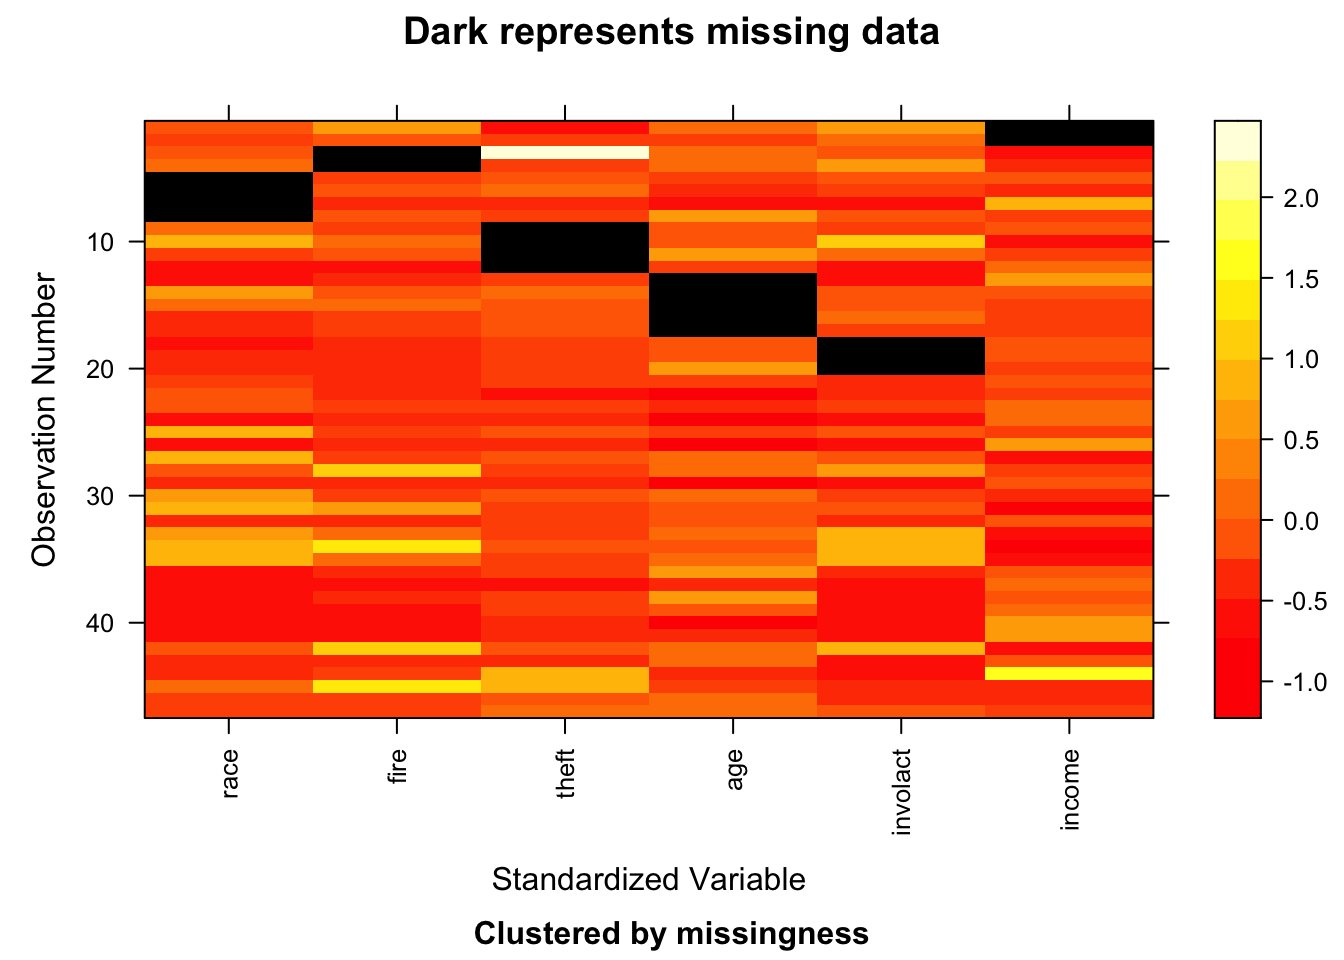 Dark represents missing data
Observation Number
10
20
30
40
race
fire
theft
age
involact
income
Standardized Variable
Clustered by missingness
2.0
1.5
1.0
0.5
0.0
-0.5
-1.0